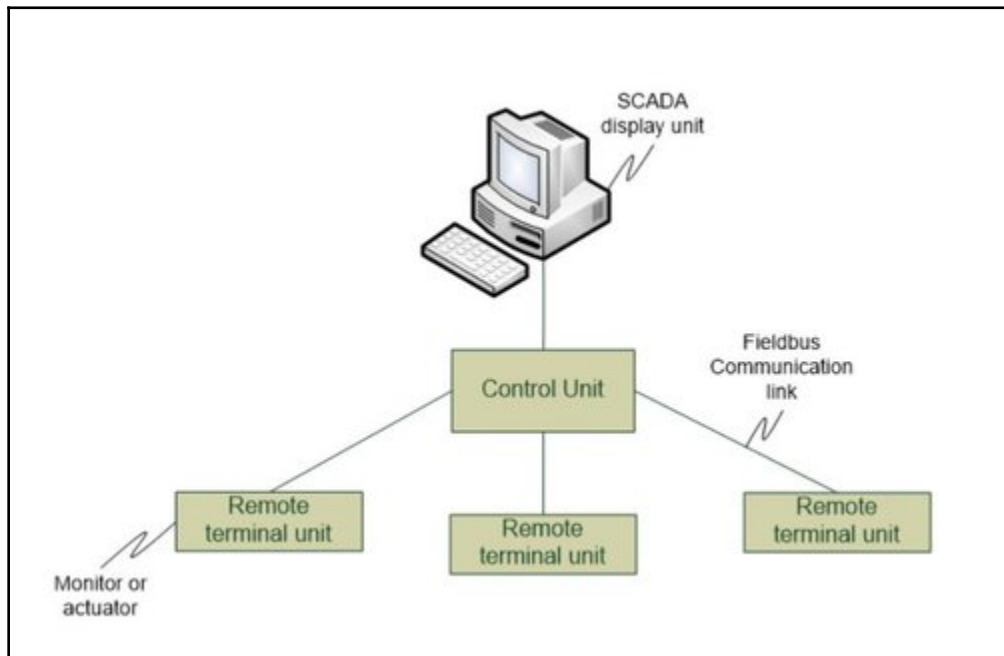 SCADA
display unit
Fieldbus
Communication
link
Control Unit
Remote
terminal unit
Remote
terminal unit
Remote
terminal unit
Monitor or
actuator